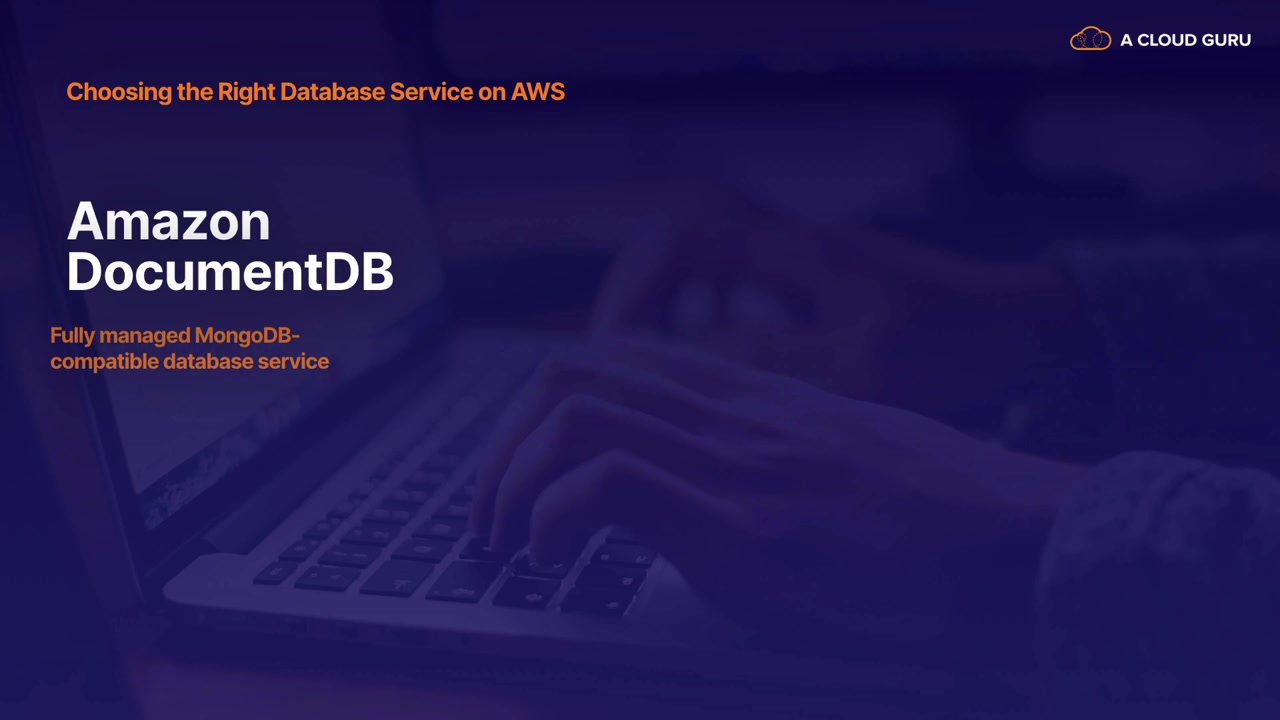 A CLOUD GURU
Choosing the Right Database Service on AWS
Amazon
DocumentDB
Fully managed MongoDB-
compatible database service